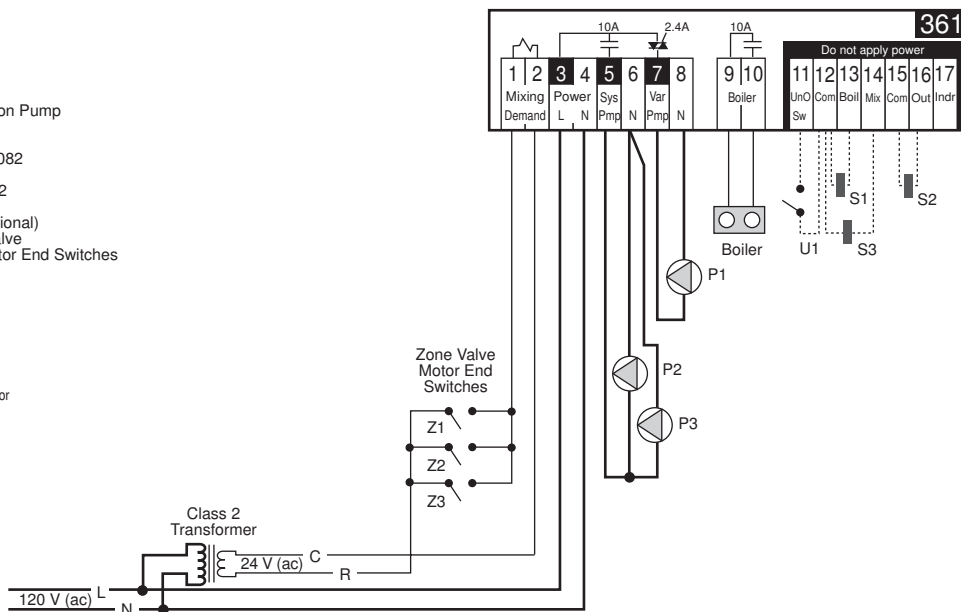 361
10A
2.4A
10A
Do not apply power
1 2 3 4 5 6 7 8 9 10 11 12 13 14 15 16 17
Mixing Power Sys Var Boiler UnO Com Boil Mix Com Out Indr
Demand L N Pmp N Pmp N Sw
on Pump
082
2
ional)
lve
tor End Switches
or
S1
S2
U1
S3
Boiler
P1
P2
P3
Zone Valve
Motor End
Switches
Z1
Z2
Z3
Class 2
Transformer
24 V (ac)
C
R
120 V (ac)
L
N